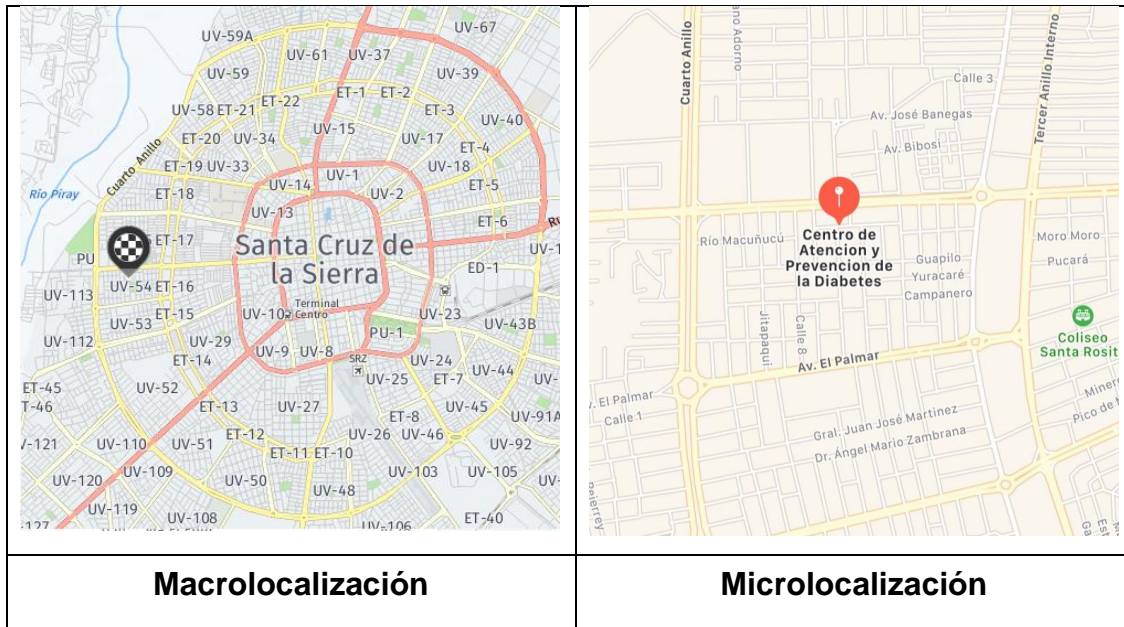 UV-59A
UV-67
UV-61
UV-37
UV-59
UV-39
ET-22
ET-1
ET-2
UV-58
ET-21
ET-3
UV-40
UV-15
ET-20
UV-34
UV-17
ET-4
Cuarto Anillo
ET-19
UV-33
UV-18
Río Piray
ET-18
UV-14
UV-1
UV-2
ET-5
UV-13
ET-6
ET-17
Santa Cruz de
la Sierra
PU
ED-1
UV-54
ET-16
UV-113
Terminal
Centro
ET-15
UV-10
UV-23
UV-53
UV-43B
PU-1
UV-112
UV-29
ET-14
UV-9
UV-8
SRZ
UV-24
UV-44
ET-45
UV-52
UV-25
ET-7
ET-13
UV-27
ET-8
UV-45
UV-91A
ET-12
UV-26
UV-46
UV-110
UV-51
ET-11
ET-10
UV-92
UV-109
UV-103
UV-105
UV-120
UV-50
UV-48
UV-119
UV-108
ET-40
Macrolocalización
Cuarto Anillo
ano Adorno
Calle 3
Tercer Anillo Interno
Av. José Banegas
Av. Bibosi
Río Macuñucú
Centro de
Atencion y
Prevencion de
la Diabetes
Moro Moro
Guapilo
Pucará
Yuracaré
Campanero
Jitapaqui
Calle 8
Coliseo
Santa Rosit
Av. El Palmar
. El Palmar
Calle 1
Gral. Juan José Martinez
Dr. Ángel Mario Zambrana
Minero
Pico de
Microlocalización